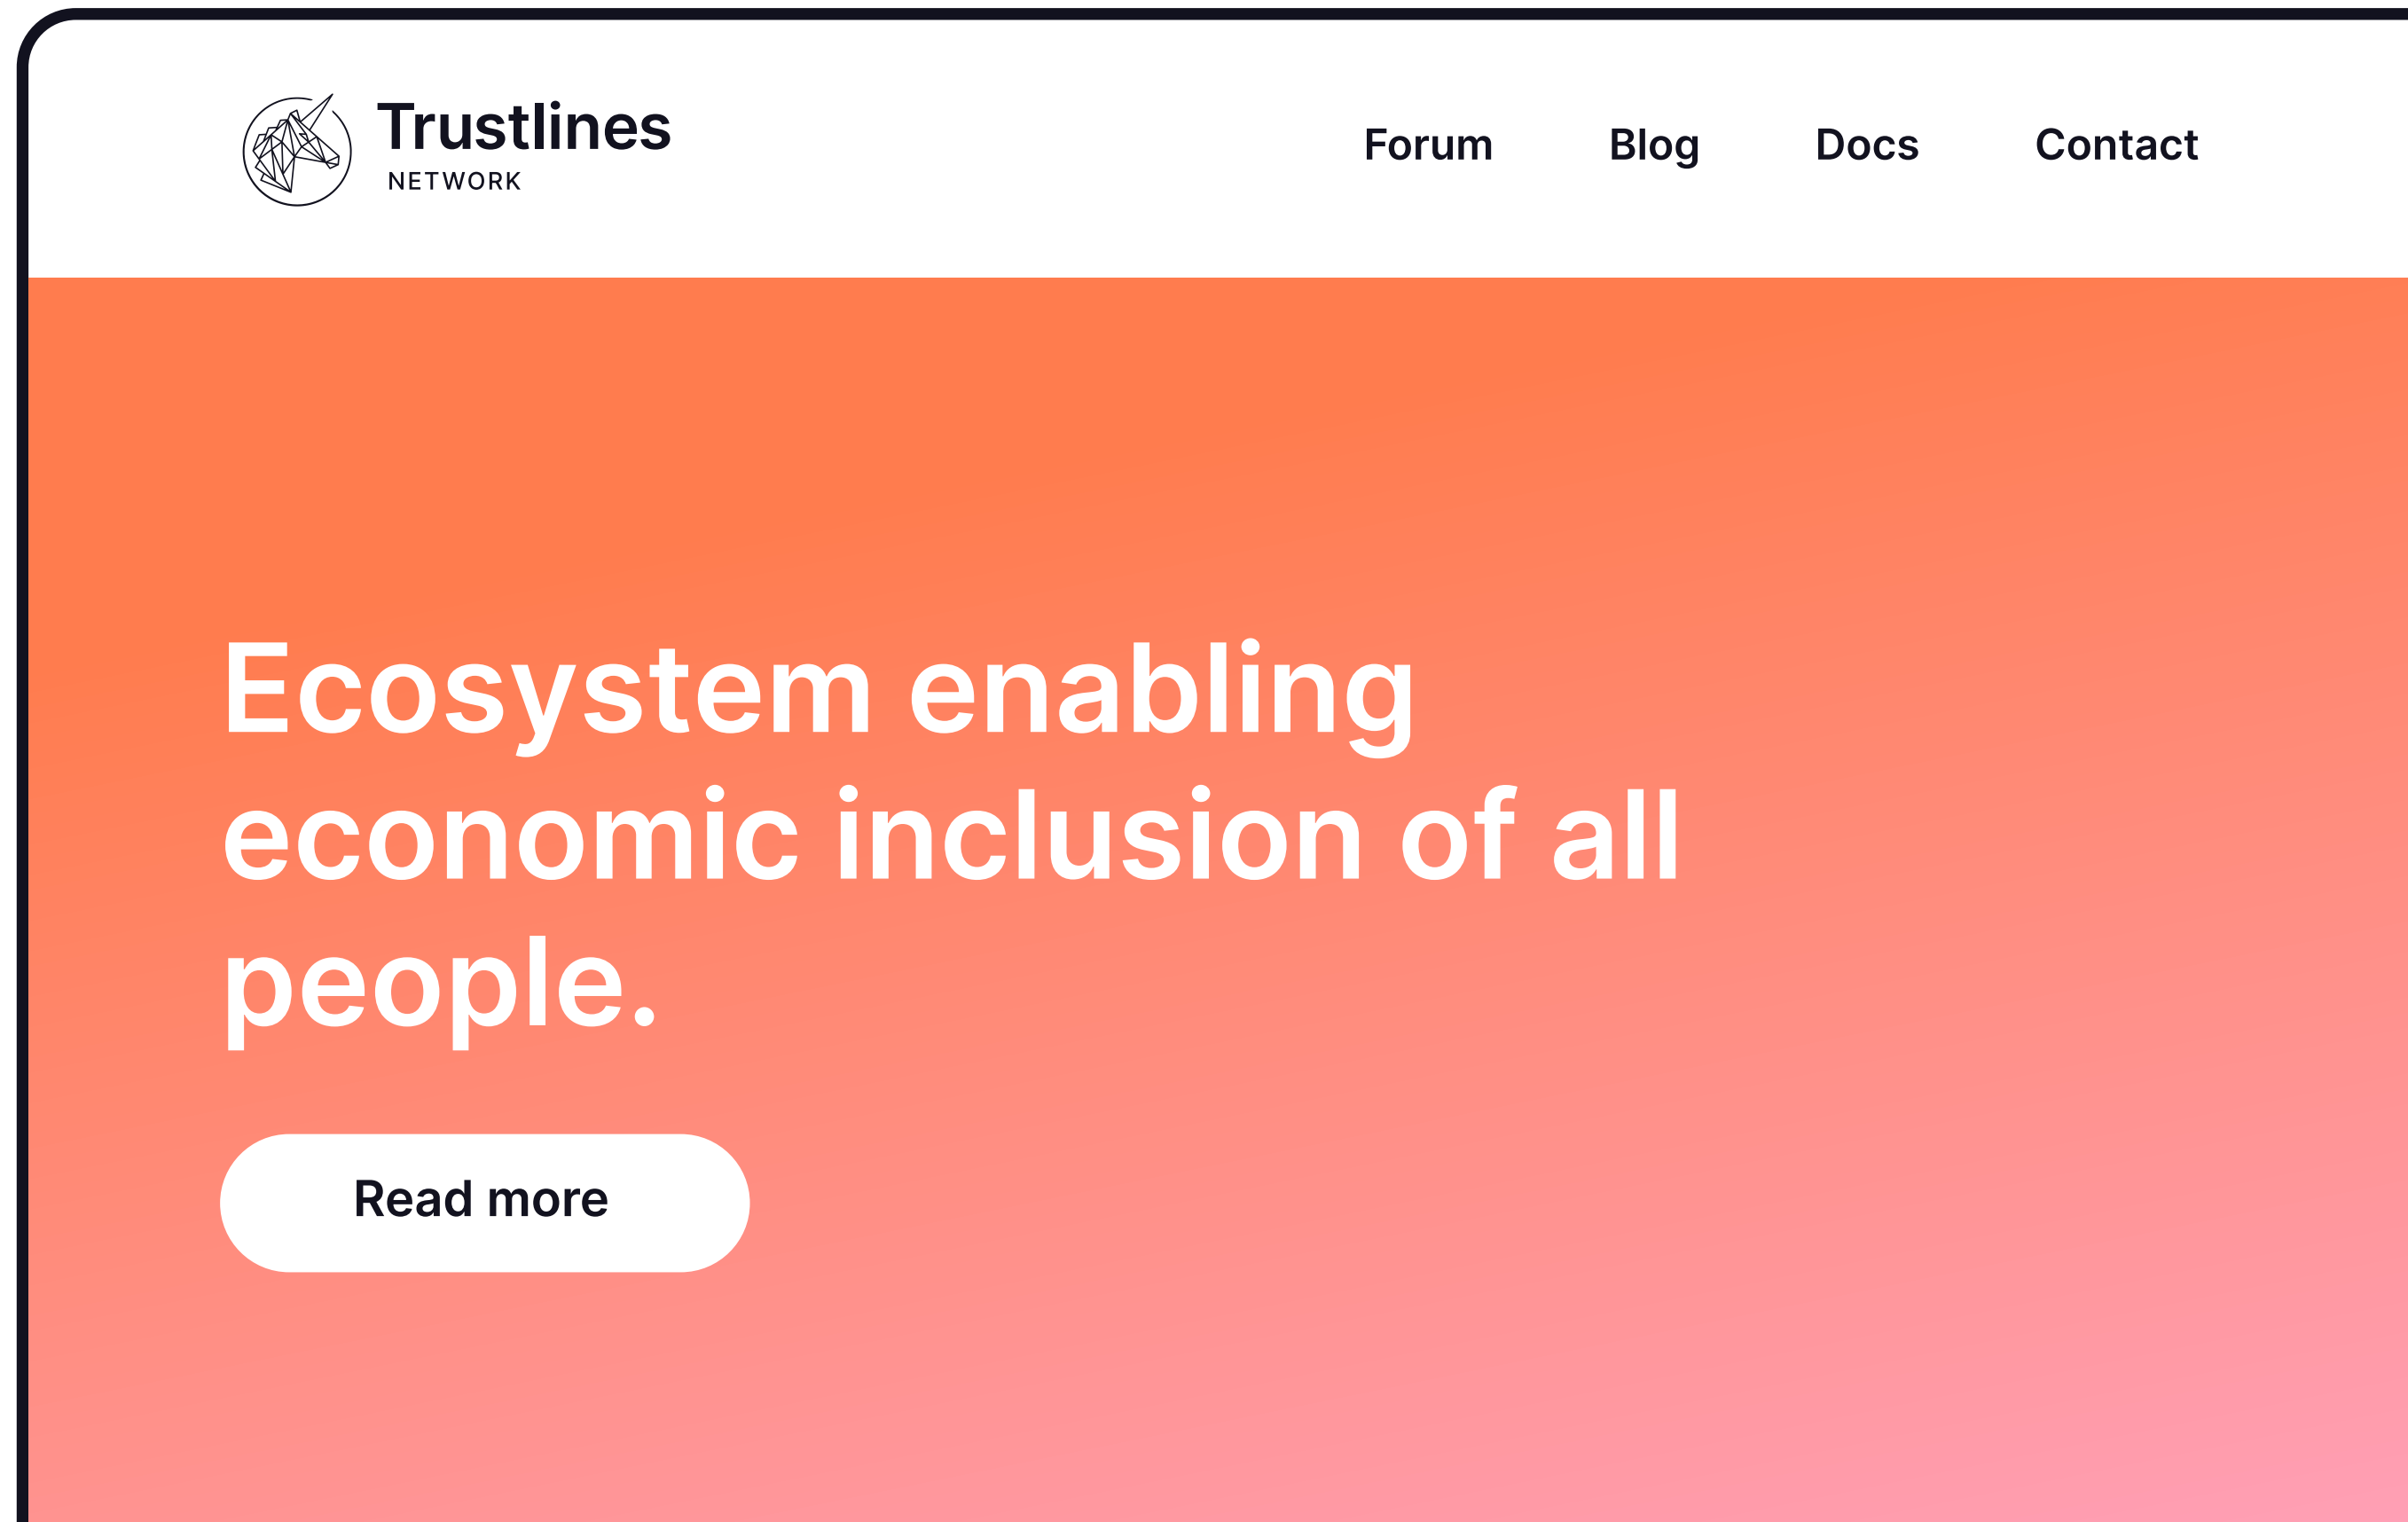 Trustlines
NETWORK
Forum Blog Docs Contact
Ecosystem enabling
economic inclusion of all
people.
Read more